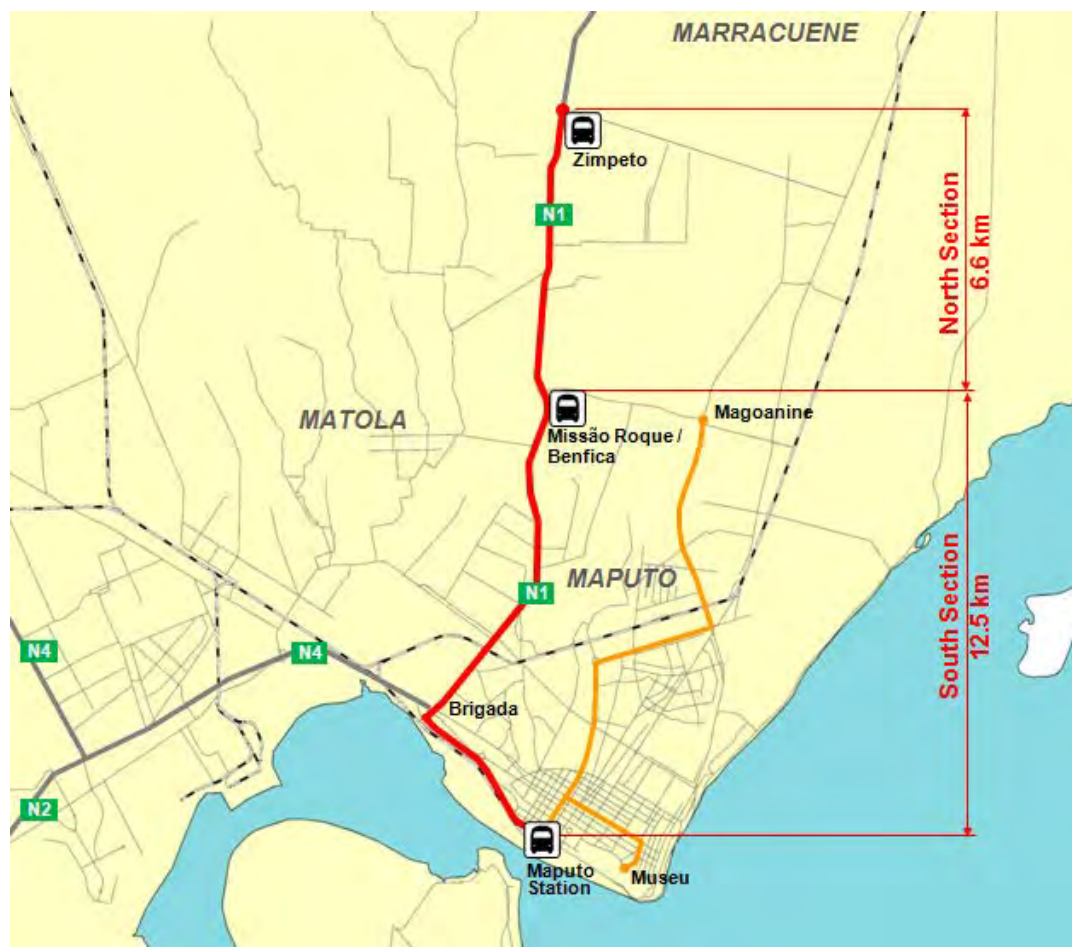 MARRACUENE
Zimpeto
N1
North Section
6.6 km
MATOLA
Missão Roque /
Benfica
Magoanine
MAPUTO
N1
South Section
12.5 km
N4
N4
Brigada
N2
Maputo
Station
Museu